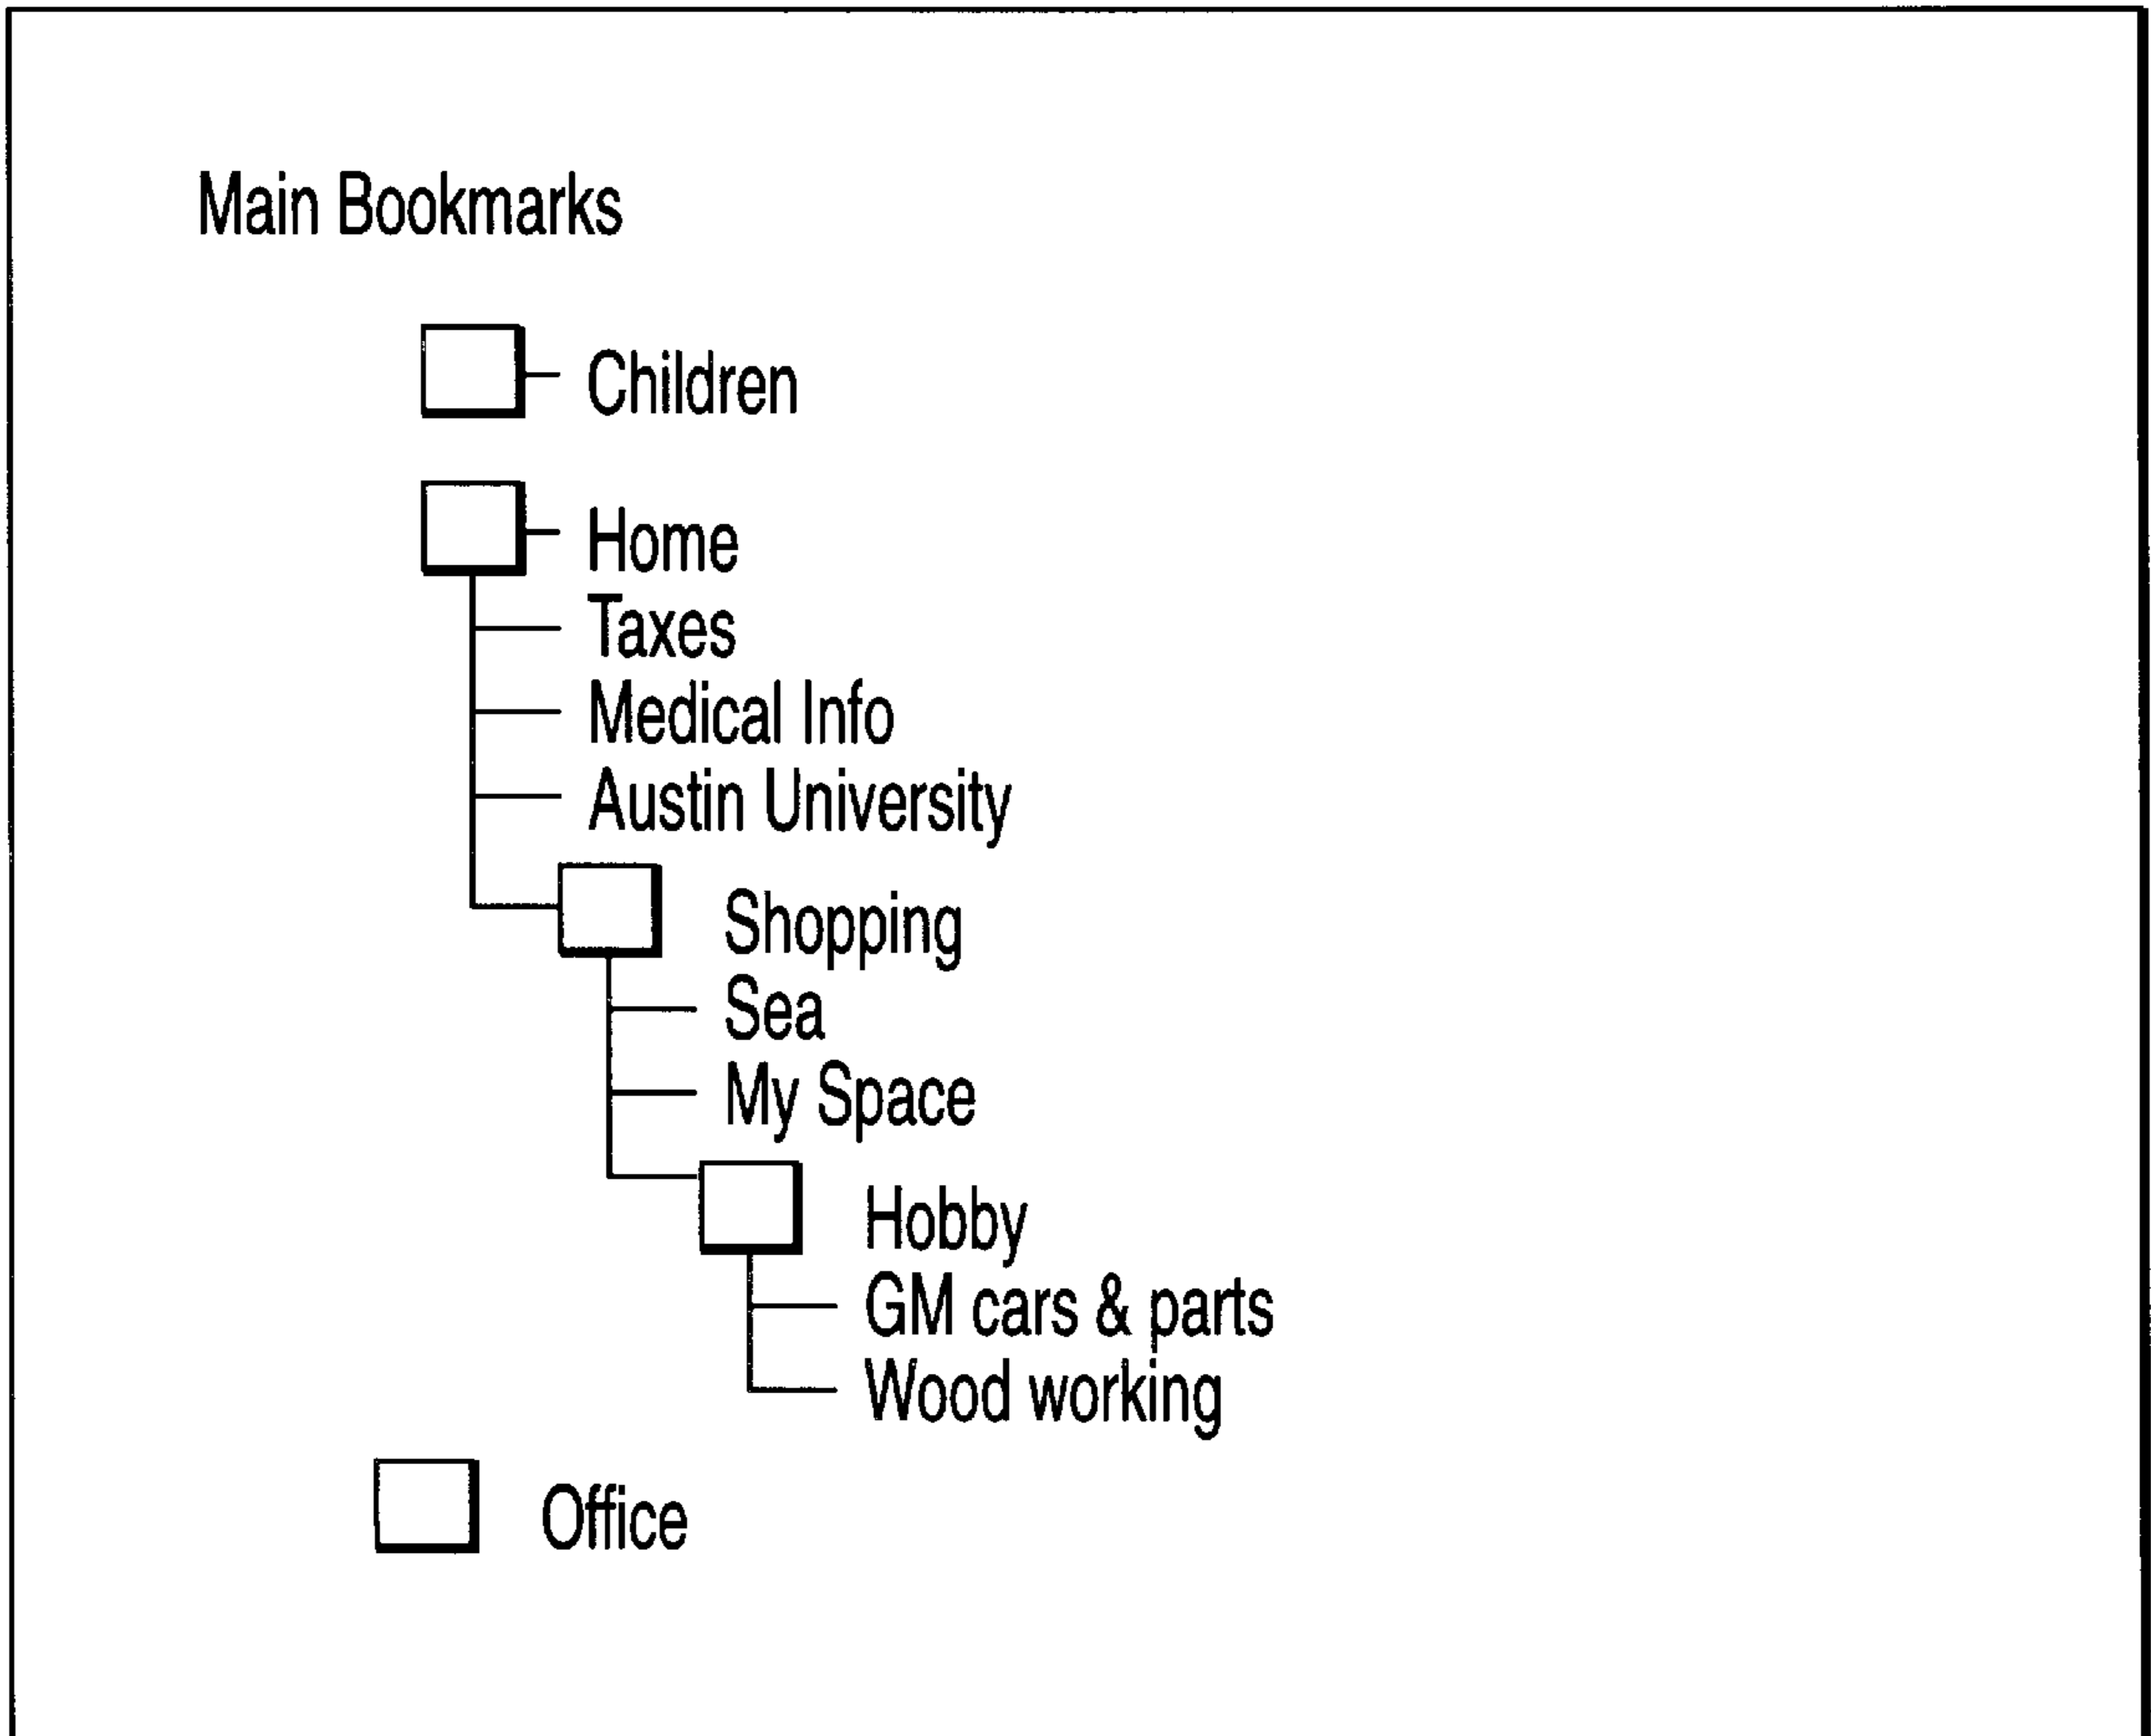 Main Bookmarks
Children
Home
Taxes
Medical Info
Austin University
Shopping
Sea
My Space
Hobby
GM cars & parts
Wood working
Office